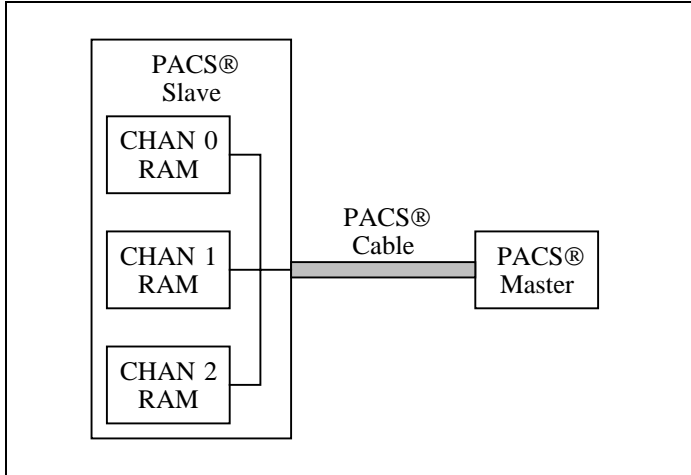 PACS®
Slave
CHAN 0
RAM
CHAN 1
RAM
CHAN 2
RAM
PACS®
Cable
PACS®
Master